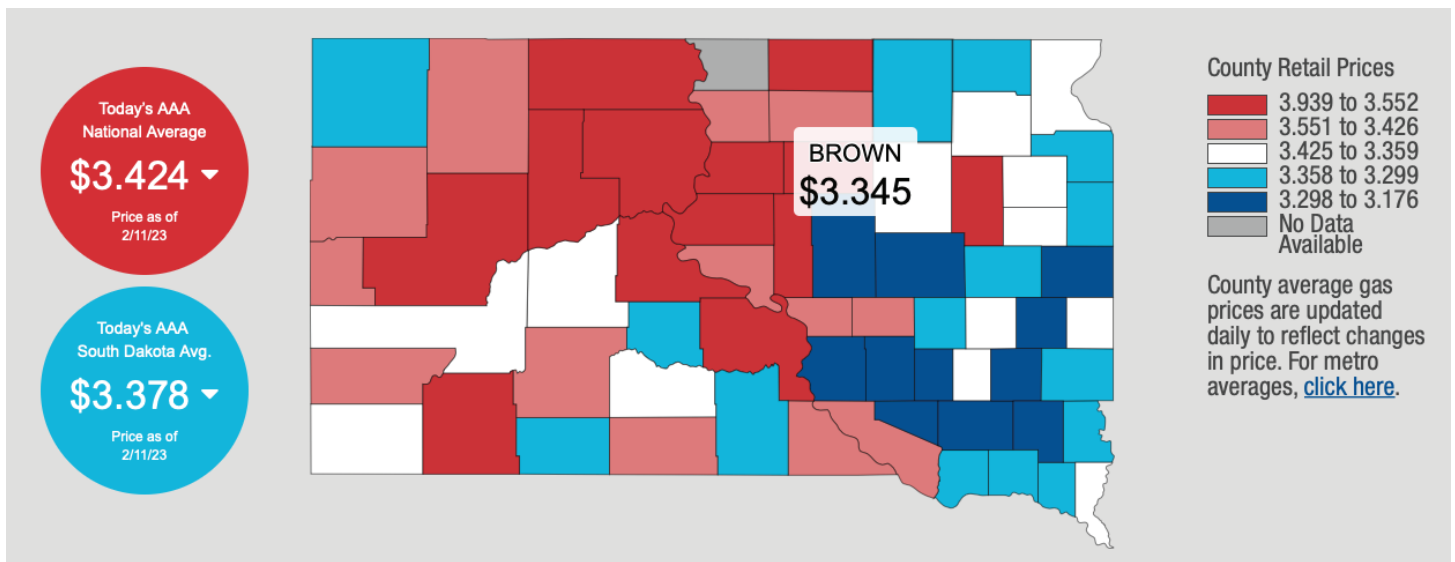 Today's AAA
National Average
$3.424
Price as of
2/11/23
Today's AAA
South Dakota Avg.
$3.378
Price as of
2/11/23
BROWN
$3.345
County Retail Prices
3.939 to 3.552
3.551 to 3.426
3.425 to 3.359
3.358 to 3.299
3.298 to 3.176
No Data
Available
County average gas
prices are updated
daily to reflect changes
in price. For metro
averages, click here.